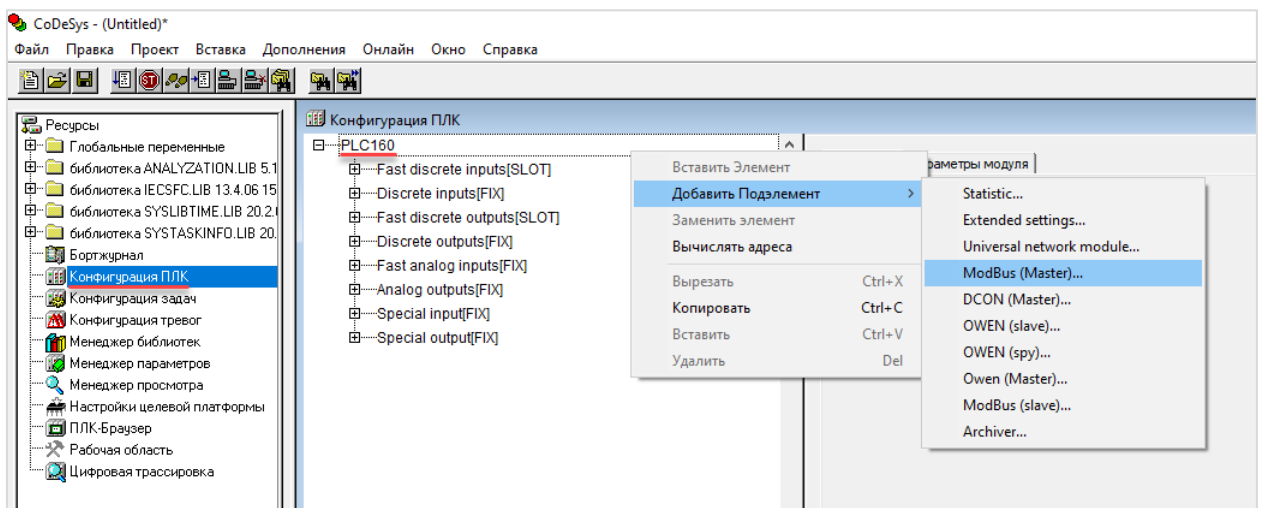 CoDeSys - (Untitled)*
Файл Правка Проект Вставка Дополнения Онлайн Окно Справка
Ресурсы
Глобальные переменные
библиотека ANALYZATION.LIB 5.1
библиотека IECSFC.LIB 13.4.06 15
библиотека SYSLIBTIME.LIB 20.2.
библиотека SYSTASKINFO.LIB 20.
Бортжурнал
Конфигурация ПЛК
Конфигурация задач
Конфигурация тревог
Менеджер библиотек
Менеджер параметров
Менеджер просмотра
Настройки целевой платформы
ПЛК-Браузер
Рабочая область
Цифровая трассировка
Конфигурация ПЛК
PLC160
Fast discrete inputs[SLOT]
Discrete inputs[FIX]
Fast discrete outputs[SLOT]
Discrete outputs[FIX]
Fast analog inputs[FIX]
Analog outputs[FIX]
Special input[FIX]
Special output[FIX]
раметры модуля
Вставить Элемент
Добавить Подэлемент >
Заменить элемент
Вычислять адреса
Вырезать Ctrl+X
Копировать Ctrl+C
Вставить Ctrl+V
Удалить Del
Statistic...
Extended settings...
Universal network module...
ModBus (Master)...
DCON (Master)...
OWEN (slave)...
OWEN (spy)...
Owen (Master)...
ModBus (slave)...
Archiver...